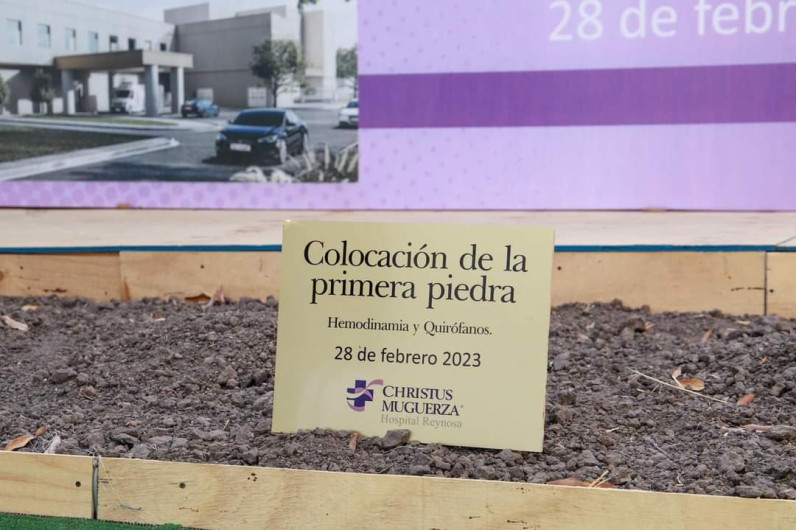 28 de febr
Colocación de la
primera piedra
Hemodinamia y Quirófanos.
28 de febrero 2023
CHRISTUS
MUGUERZA®
Hospital Reynosa